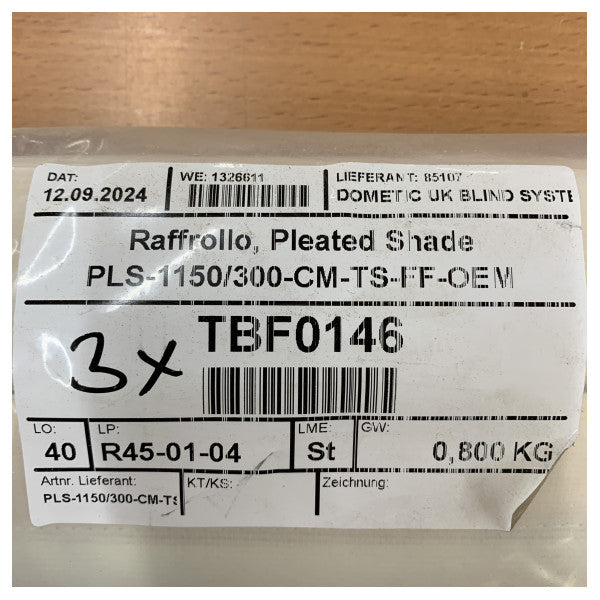 DAT: WE: 1326611 LIEFERANT: 85107
12.09.2024 DOMETIC UK BLIND SYSTE
Raffrollo, Pleated Shade
PLS-1150/300-CM-TS-FF-OEM
TBF0146
3x
LO: LP: LME: GW:
40 R45-01-04 St 0,800 KG
Artnr. Lieferant: KT/KS: Zeichnung:
PLS-1150/300-CM-TS